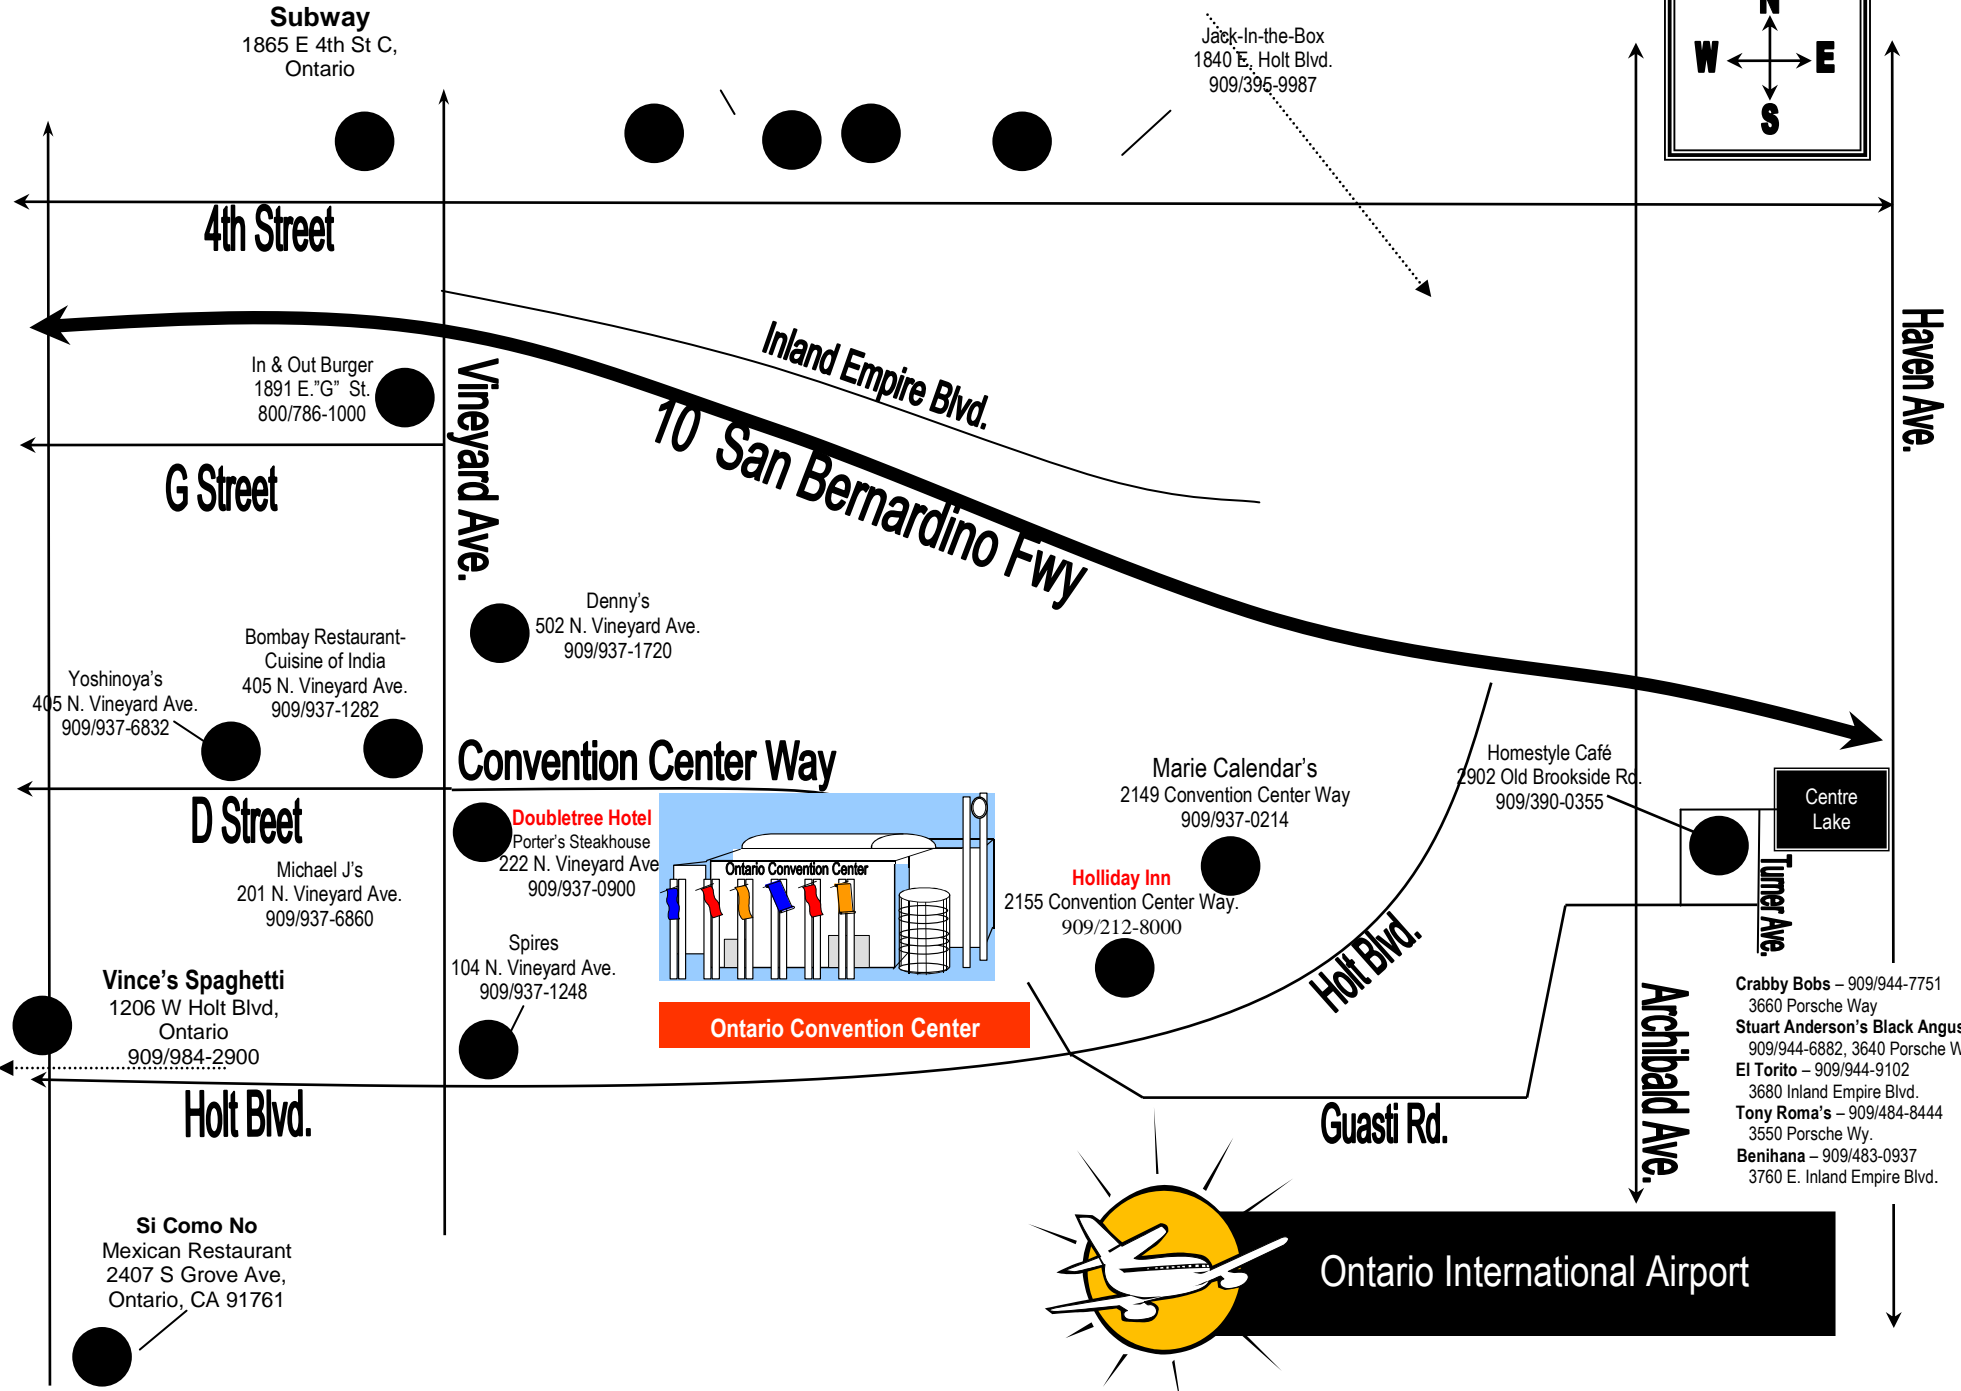 Subway
1865 E 4th St C,
Ontario
Jack-In-the-Box
1840 E. Holt Blvd.
909/395-9987
N
W E
S
4th Street
Inland Empire Blvd.
10 San Bernardino Fwy
Haven Ave.
In & Out Burger
1891 E.”G” St.
800/786-1000
Vineyard Ave.
G Street
Denny’s
502 N. Vineyard Ave.
909/937-1720
Bombay Restaurant-
Cuisine of India
405 N. Vineyard Ave.
909/937-1282
Yoshinoya’s
405 N. Vineyard Ave.
909/937-6832
Convention Center Way
D Street
Doubletree Hotel
Porter’s Steakhouse
222 N. Vineyard Ave
909/937-0900
Ontario Convention Center
Marie Calendar’s
2149 Convention Center Way
909/937-0214
Homestyle Café
2902 Old Brookside Rd.
909/390-0355
Centre
Lake
Turner Ave.
Michael J’s
201 N. Vineyard Ave.
909/937-6860
Holliday Inn
2155 Convention Center Way.
909/212-8000
Holt Blvd.
Spires
104 N. Vineyard Ave.
909/937-1248
Vince’s Spaghetti
1206 W Holt Blvd,
Ontario
909/984-2900
Ontario Convention Center
Archibald Ave.
Crabby Bobs – 909/944-7751
3660 Porsche Way
Stuart Anderson’s Black Angus
909/944-6882, 3640 Porsche W
El Torito – 909/944-9102
3680 Inland Empire Blvd.
Tony Roma’s – 909/484-8444
3550 Porsche Wy.
Benihana – 909/483-0937
3760 E. Inland Empire Blvd.
Holt Blvd.
Guasti Rd.
Si Como No
Mexican Restaurant
2407 S Grove Ave,
Ontario, CA 91761
Ontario International Airport